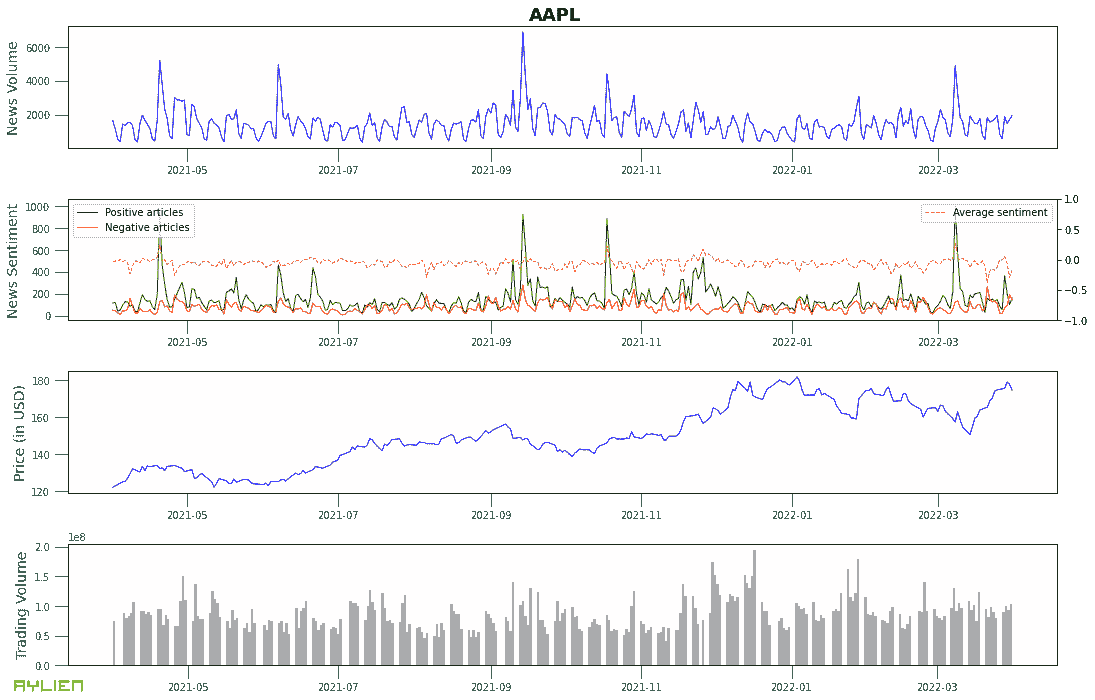 AAPL
News Volume
6000
4000
2000
2021-05 2021-07 2021-09 2021-11 2022-01 2022-03
News Sentiment
Positive articles
Negative articles
Average sentiment
1000
800
600
400
200
0
1.0
0.5
0.0
−0.5
−1.0
2021-05 2021-07 2021-09 2021-11 2022-01 2022-03
Price (in USD)
180
160
140
120
2021-05 2021-07 2021-09 2021-11 2022-01 2022-03
1e8
Trading Volume
2.0
1.5
1.0
0.5
0.0
2021-05 2021-07 2021-09 2021-11 2022-01 2022-03
AYLIEN